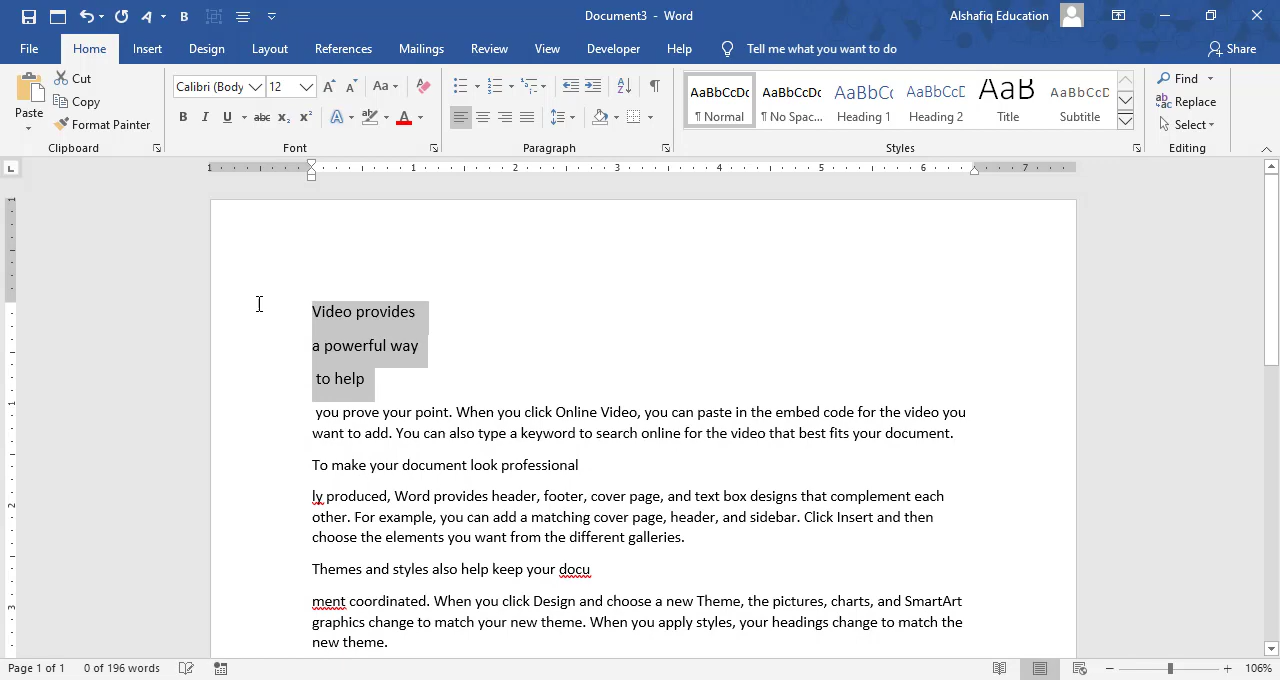 Document3 - Word
Alshafiq Education
File Home Insert Design Layout References Mailings Review View Developer Help Tell me what you want to do Share
Paste
Cut
Copy
Format Painter
Clipboard
Calibri (Body 12
Font
Paragraph
AaBbCcDc AaBbCcDc AaBbCc AaBbCcD AaB AaBbCcD
¶ Normal ¶ No Spac... Heading 1 Heading 2 Title Subtitle
Styles
Find
Replace
Select
Editing
1 1 2 3 4 5 6 7
Video provides
a powerful way
to help
you prove your point. When you click Online Video, you can paste in the embed code for the video you
want to add. You can also type a keyword to search online for the video that best fits your document.
To make your document look professional
ly produced, Word provides header, footer, cover page, and text box designs that complement each
other. For example, you can add a matching cover page, header, and sidebar. Click Insert and then
choose the elements you want from the different galleries.
Themes and styles also help keep your docu
ment coordinated. When you click Design and choose a new Theme, the pictures, charts, and SmartArt
graphics change to match your new theme. When you apply styles, your headings change to match the
new theme.
Page 1 of 1 0 of 196 words 106%